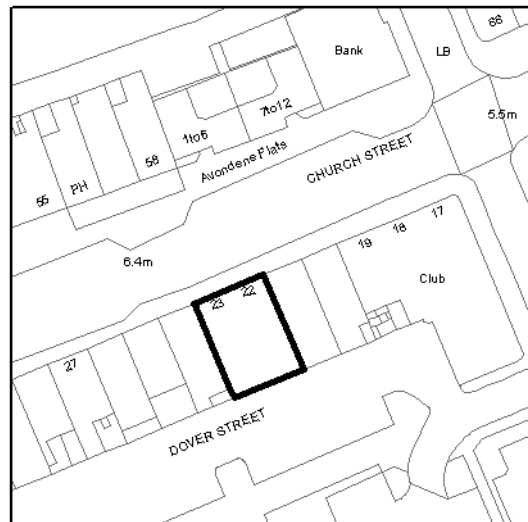 88
Bank
LB
7to12
5.5m
1to6
58
Avondene Flats
CHURCH STREET
PH
55
17
18
19
6.4m
Club
22
23
27
DOVER STREET